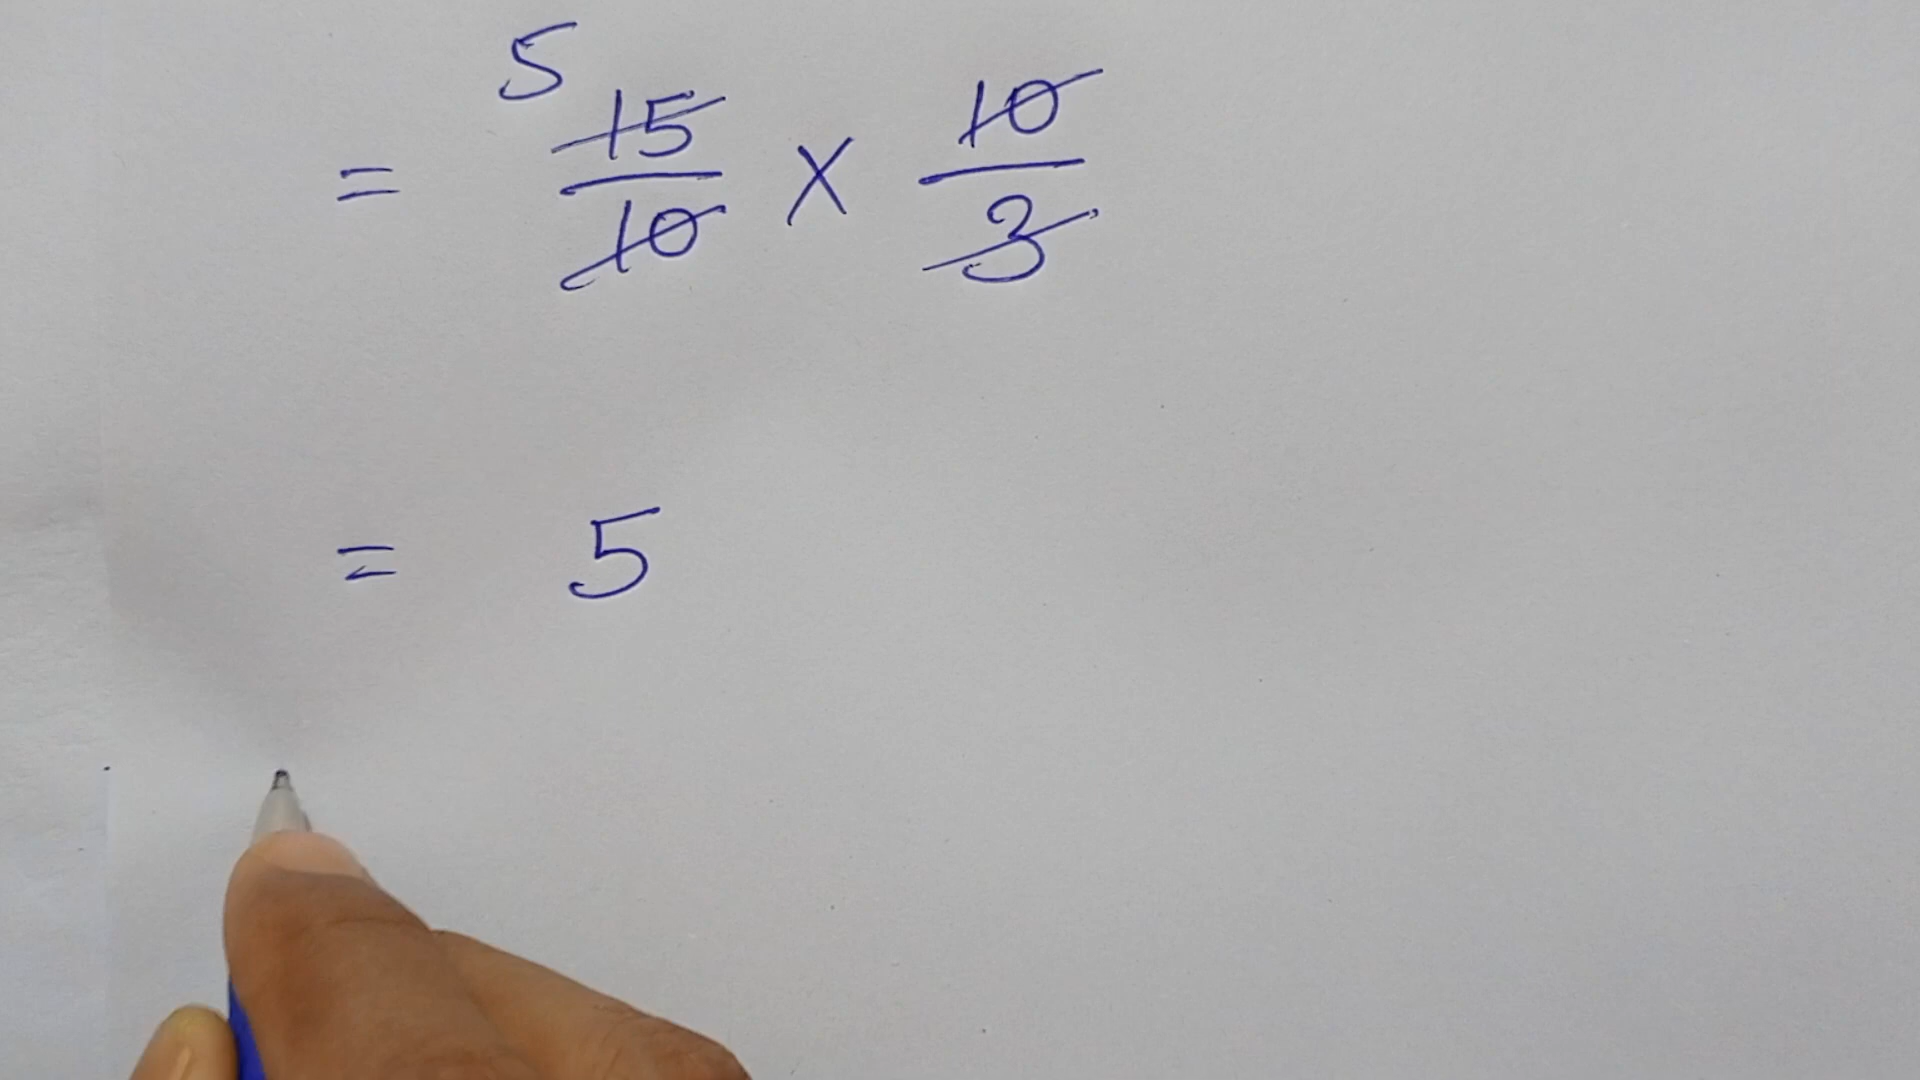 5
= 15/10 × 10/3
= 5